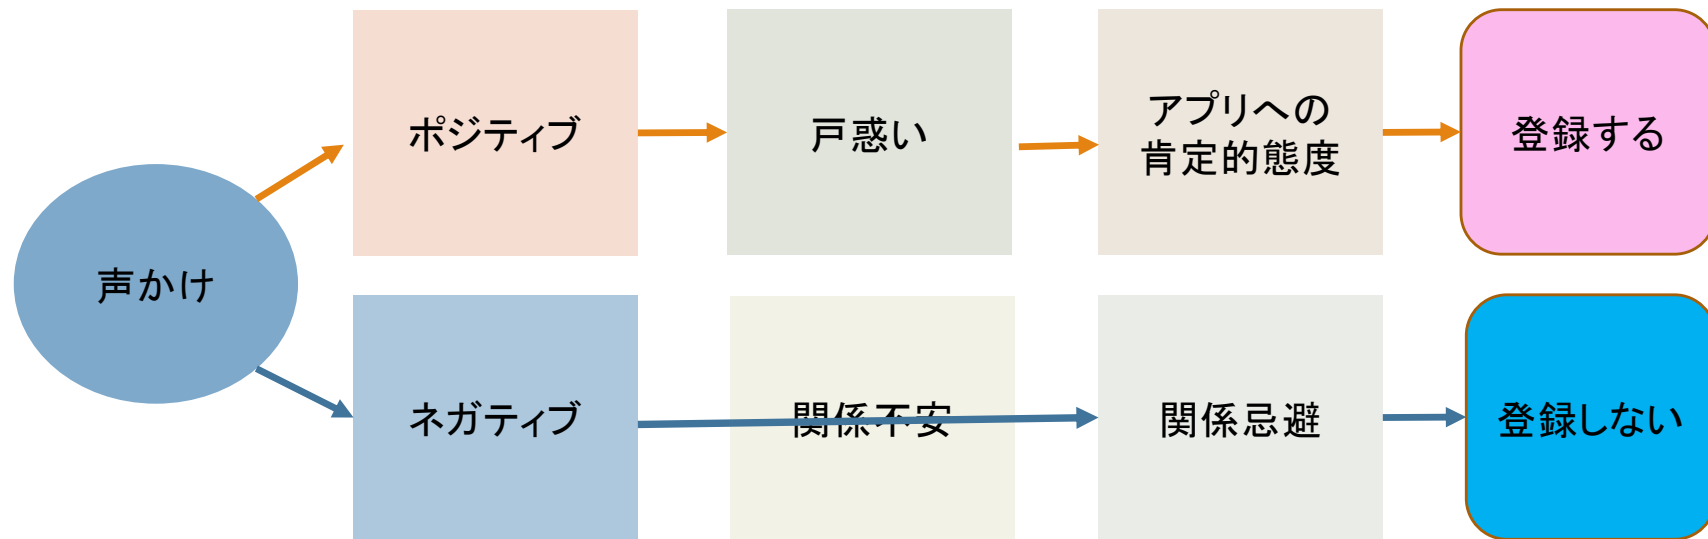 声かけ
ポジティブ
戸惑い
アプリへの
肯定的態度
登録する
ネガティブ
関係不安
関係忌避
登録しない